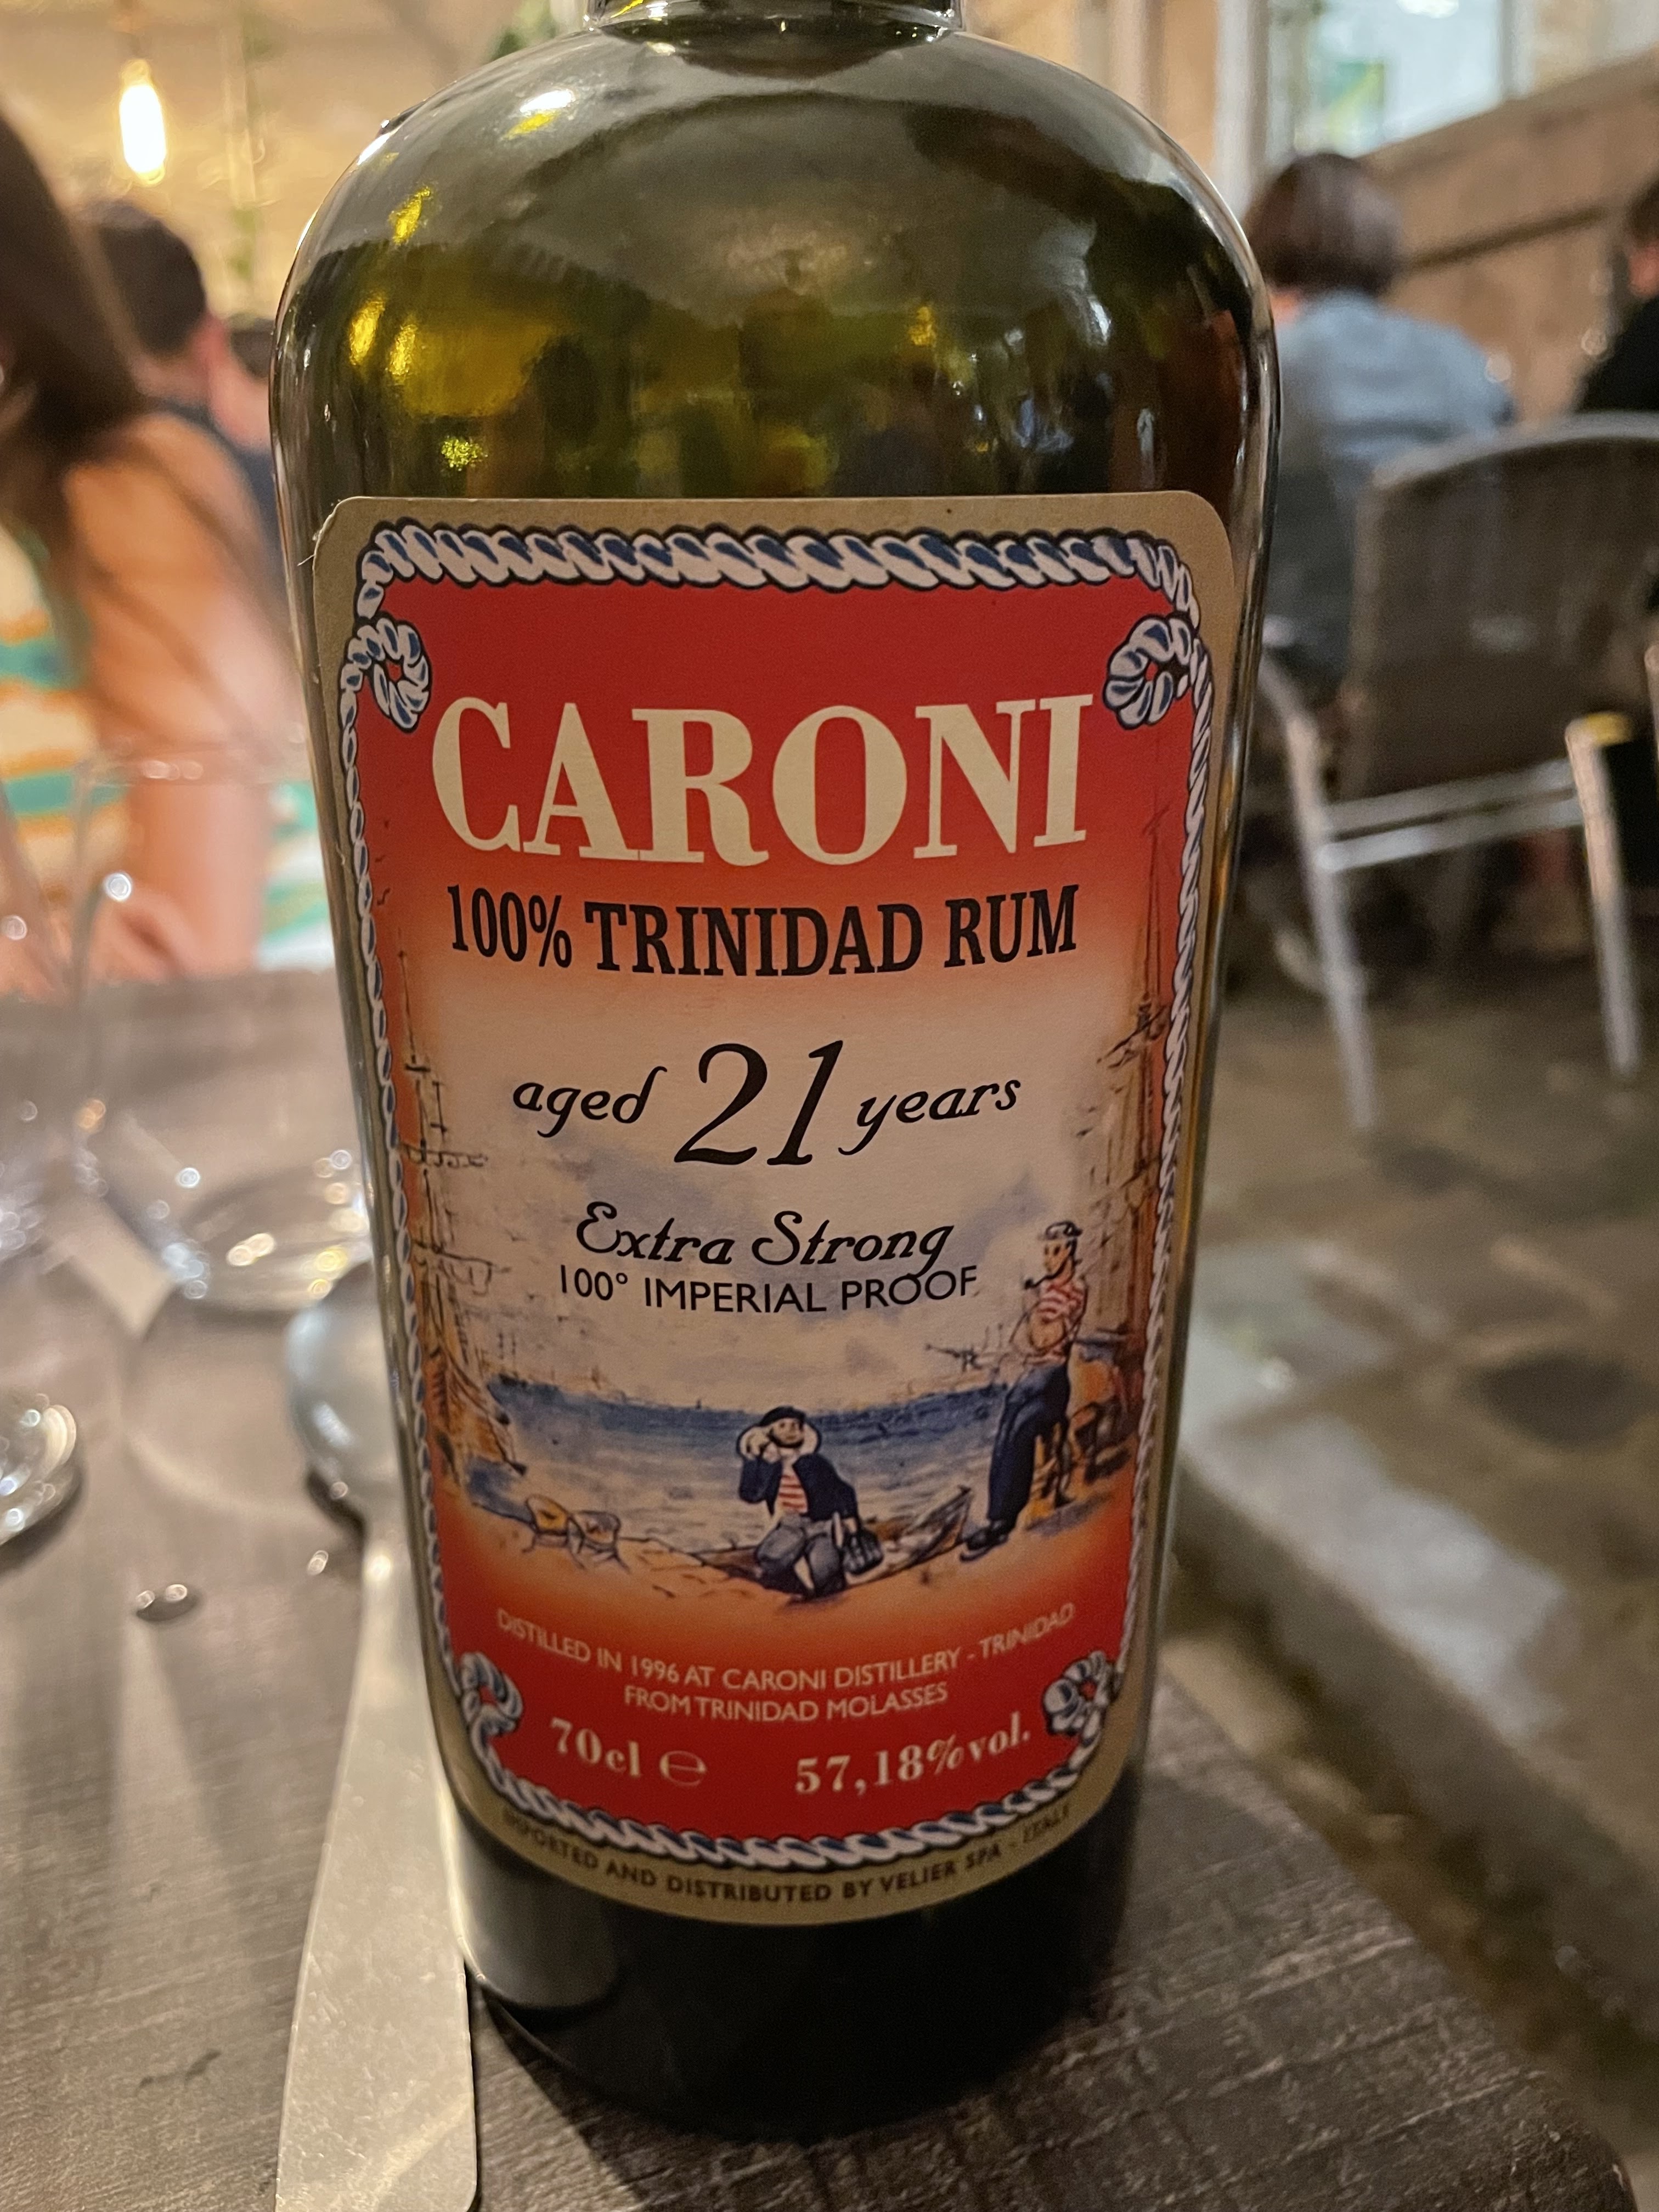 CARONI
100% TRINIDAD RUM
aged 21 years
Extra Strong
100° IMPERIAL PROOF
DISTILLED IN 1996 AT CARONI DISTILLERY - TRINIDAD
FROM TRINIDAD MOLASSES
70cl ℮ 57,18% vol.
IMPORTED AND DISTRIBUTED BY VELIER SPA - ITALY